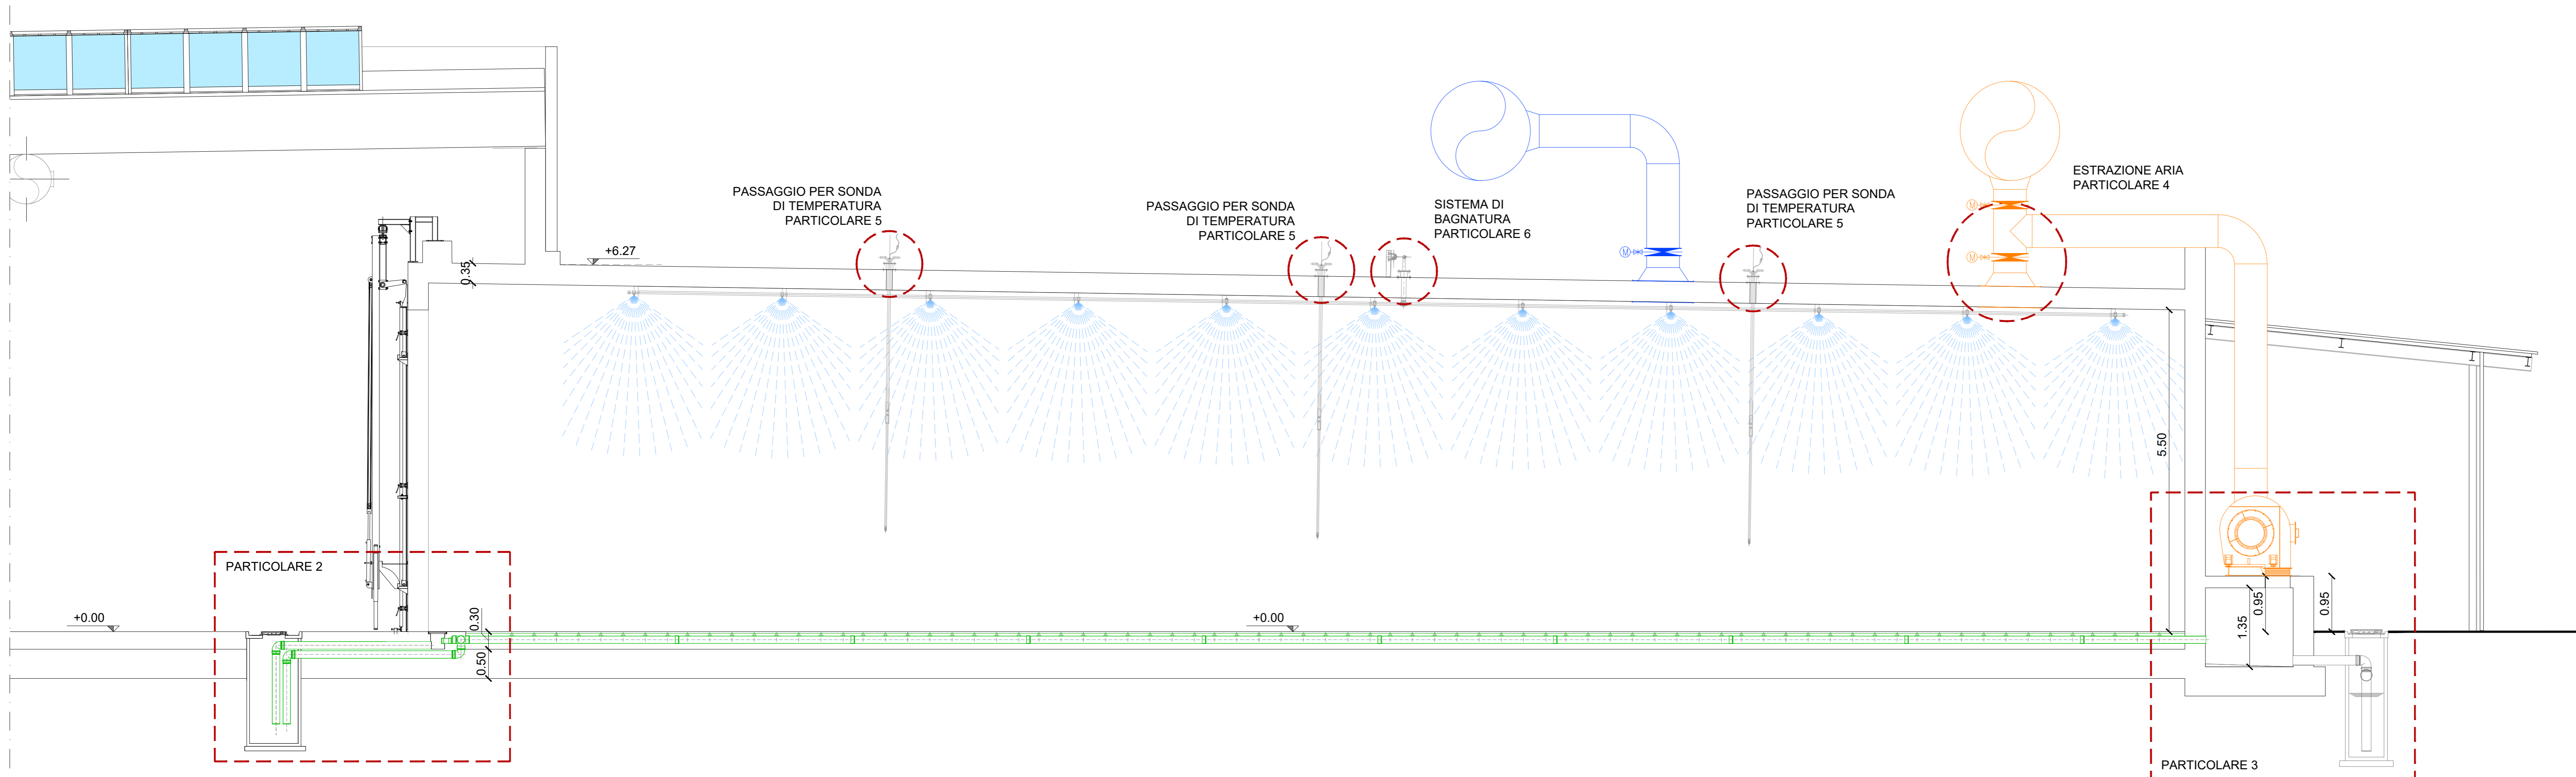 ESTRAZIONE ARIA
PARTICOLARE 4
PASSAGGIO PER SONDA
DI TEMPERATURA
PARTICOLARE 5
PASSAGGIO PER SONDA
DI TEMPERATURA
PARTICOLARE 5
SISTEMA DI
BAGNATURA
PARTICOLARE 6
PASSAGGIO PER SONDA
DI TEMPERATURA
PARTICOLARE 5
M
M
M
+6.27
0.35
5.50
PARTICOLARE 2
+0.00
0.30
0.50
+0.00
0.95
0.95
1.35
PARTICOLARE 3